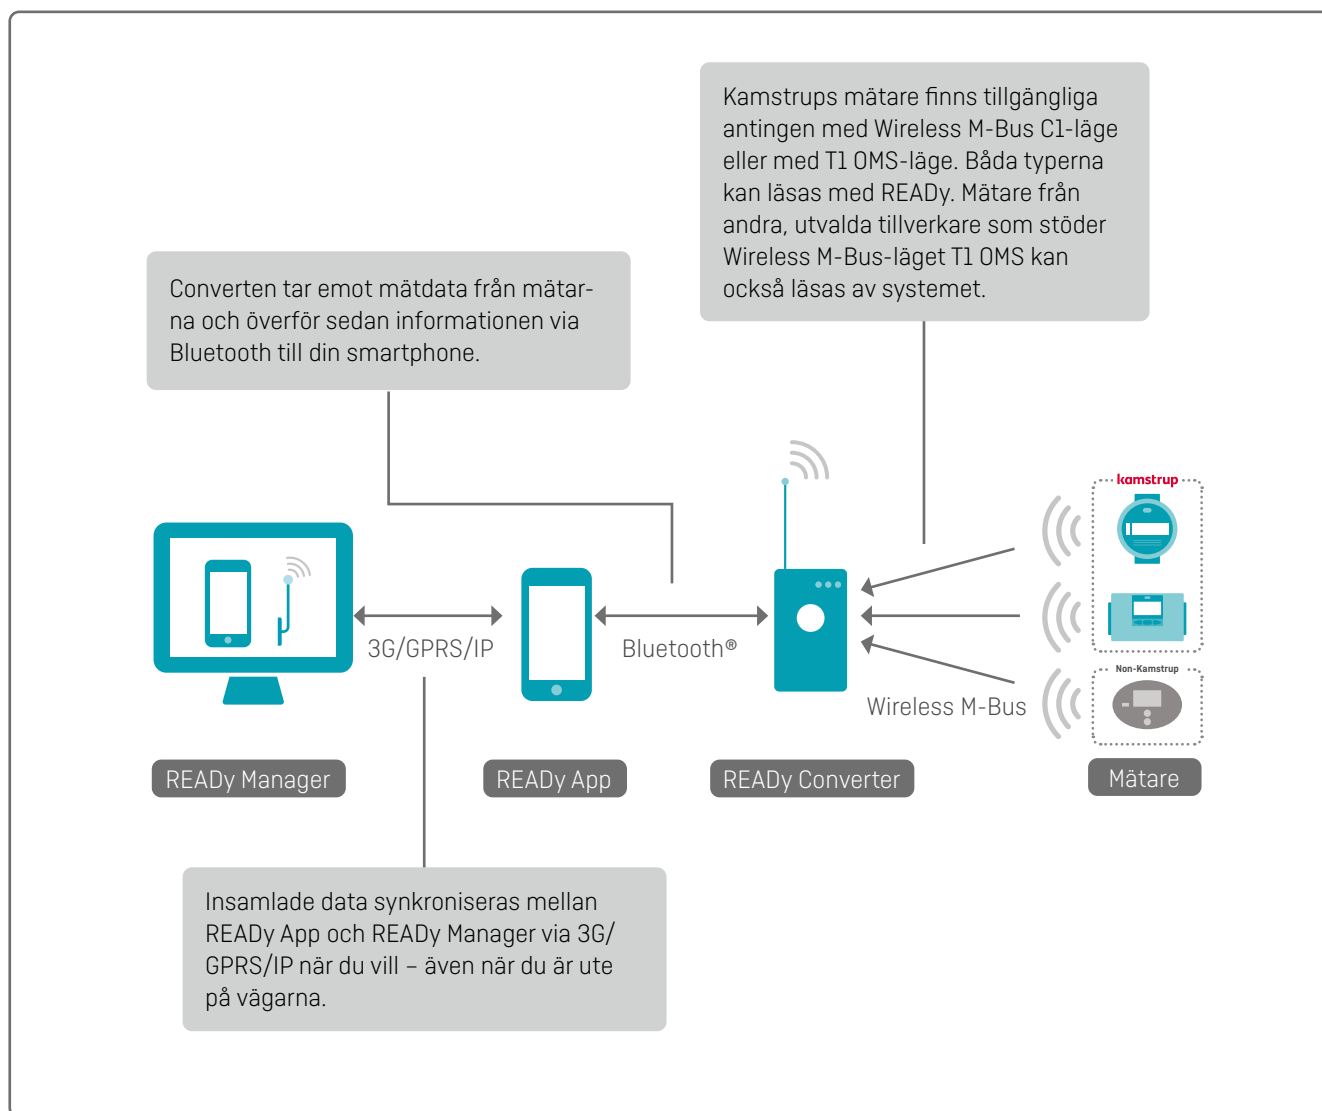 Kamstrups mätare finns tillgängliga
antingen med Wireless M-Bus C1-läge
eller med T1 OMS-läge. Båda typerna
kan läsas med READy. Mätare från
andra, utvalda tillverkare som stöder
Wireless M-Bus-läget T1 OMS kan
också läsas av systemet.
Converten tar emot mätdata från mätar-
na och överför sedan informationen via
Bluetooth till din smartphone.
kamstrup
3G/GPRS/IP
Bluetooth®
Non-Kamstrup
Wireless M-Bus
READy Manager
READy App
READy Converter
Mätare
Insamlade data synkroniseras mellan
READy App och READy Manager via 3G/
GPRS/IP när du vill – även när du är ute
på vägarna.